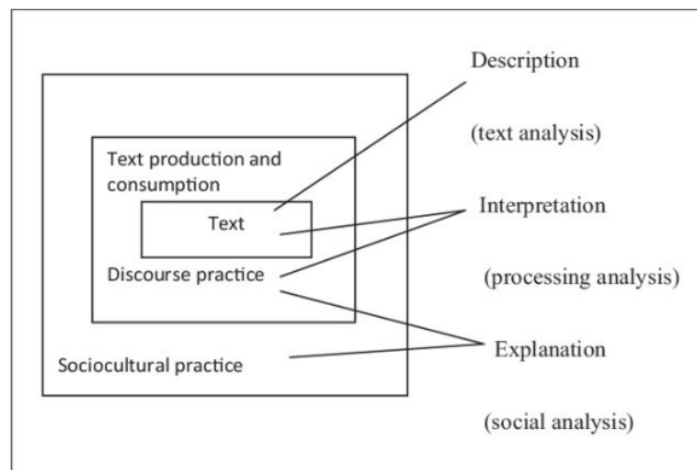 Description
(text analysis)
Text production and
consumption
Text
Interpretation
Discourse practice
(processing analysis)
Explanation
Sociocultural practice
(social analysis)